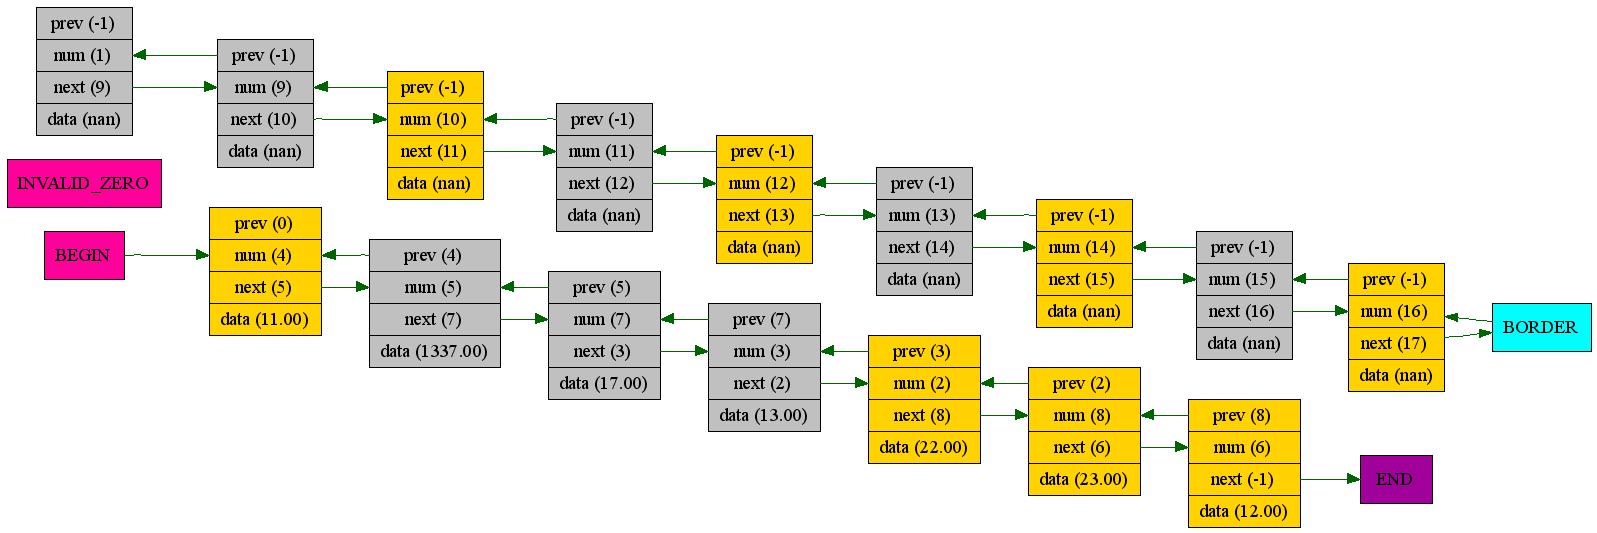 prev (-1)
num (1)
next (9)
data (nan)
prev (-1)
num (9)
next (10)
data (nan)
prev (-1)
num (10)
next (11)
data (nan)
prev (-1)
num (11)
next (12)
data (nan)
prev (-1)
num (12)
next (13)
data (nan)
prev (-1)
num (13)
next (14)
data (nan)
prev (-1)
num (14)
next (15)
data (nan)
prev (-1)
num (15)
next (16)
data (nan)
prev (-1)
num (16)
next (17)
data (nan)
BORDER
INVALID_ZERO
BEGIN
prev (0)
num (4)
next (5)
data (11.00)
prev (4)
num (5)
next (7)
data (1337.00)
prev (5)
num (7)
next (3)
data (17.00)
prev (7)
num (3)
next (2)
data (13.00)
prev (3)
num (2)
next (8)
data (22.00)
prev (2)
num (8)
next (6)
data (23.00)
prev (8)
num (6)
next (-1)
data (12.00)
END